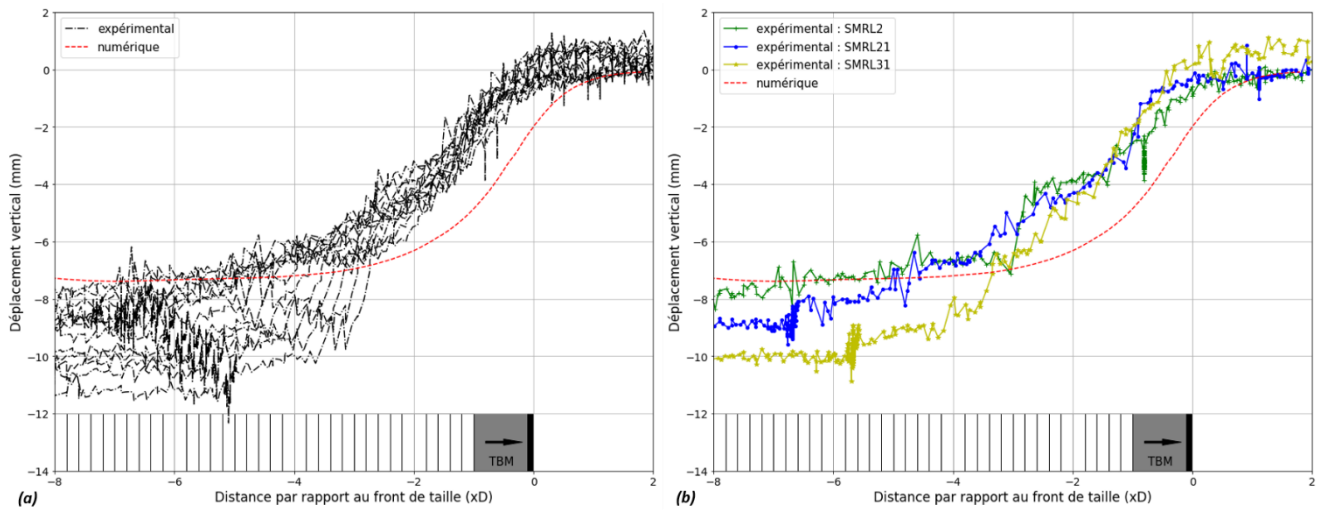 expérimental
numérique
Déplacement vertical (mm)
2
0
−2
−4
−6
−8
−10
−12
−14
TBM
−8
−6
−4
−2
0
2
Distance par rapport au front de taille (xD)
(a)
expérimental : SMRL2
expérimental : SMRL21
expérimental : SMRL31
numérique
Déplacement vertical (mm)
2
0
−2
−4
−6
−8
−10
−12
−14
TBM
−8
−6
−4
−2
0
2
Distance par rapport au front de taille (xD)
(b)